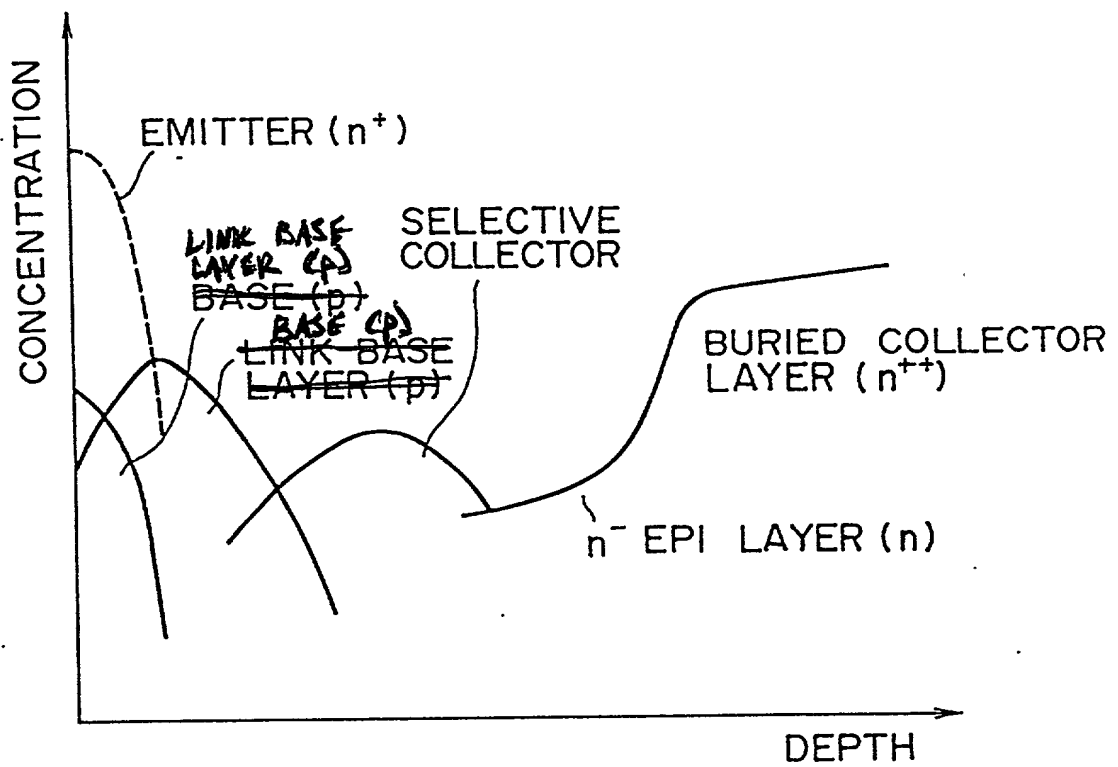 CONCENTRATION
EMITTER (n+)
LINK BASE
LAYER (p)
BASE (p)
SELECTIVE
COLLECTOR
BASE (p)
LINK BASE
LAYER (p)
BURIED COLLECTOR
LAYER (n++)
n- EPI LAYER (n)
DEPTH